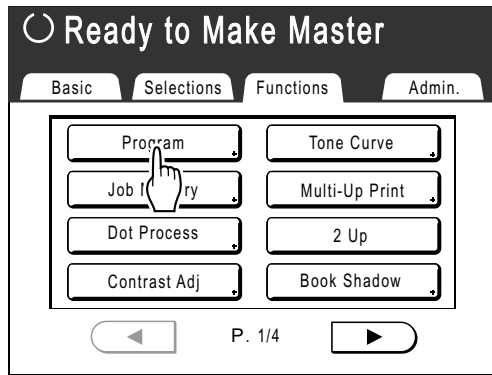 Ready to Make Master
Basic Selections Functions Admin.
Program Tone Curve
Job ry Multi-Up Print
Dot Process 2 Up
Contrast Adj Book Shadow
P. 1/4